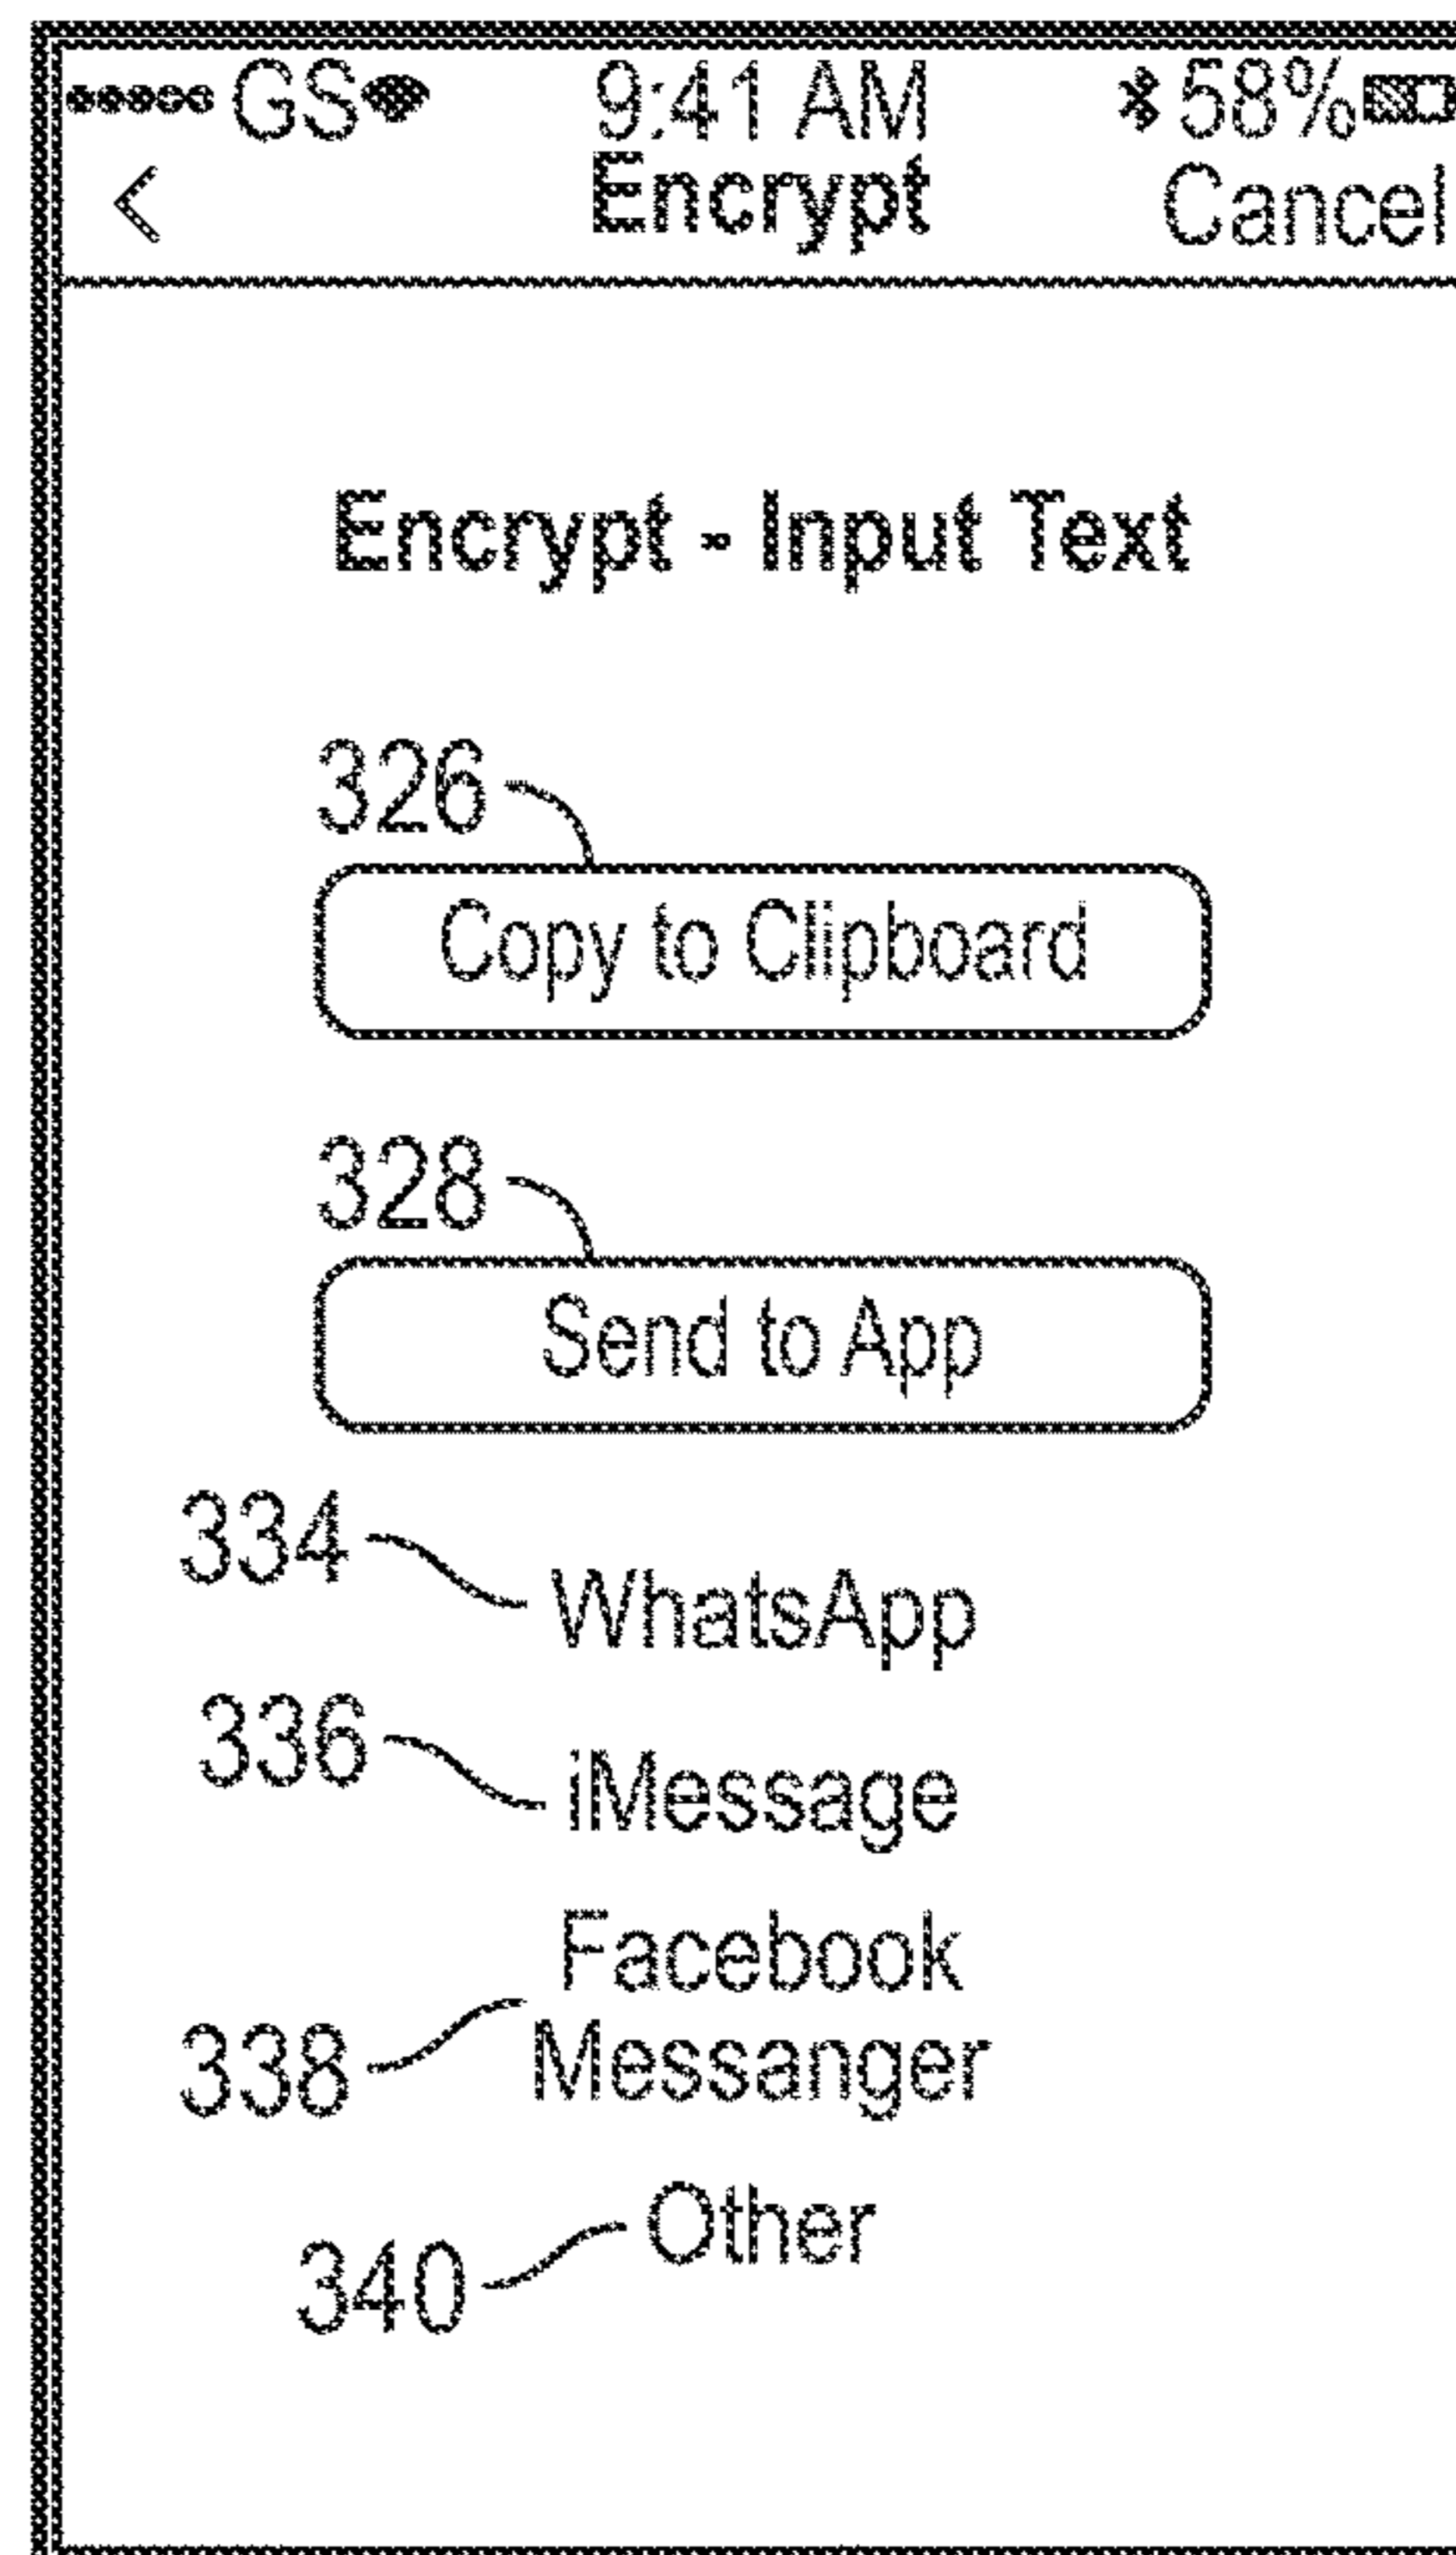 GS 9:41 AM 58%
< Encrypt Cancel
Encrypt - Input Text
326
Copy to Clipboard
328
Send to App
334
WhatsApp
336
iMessage
Facebook
338 Messanger
Other
340